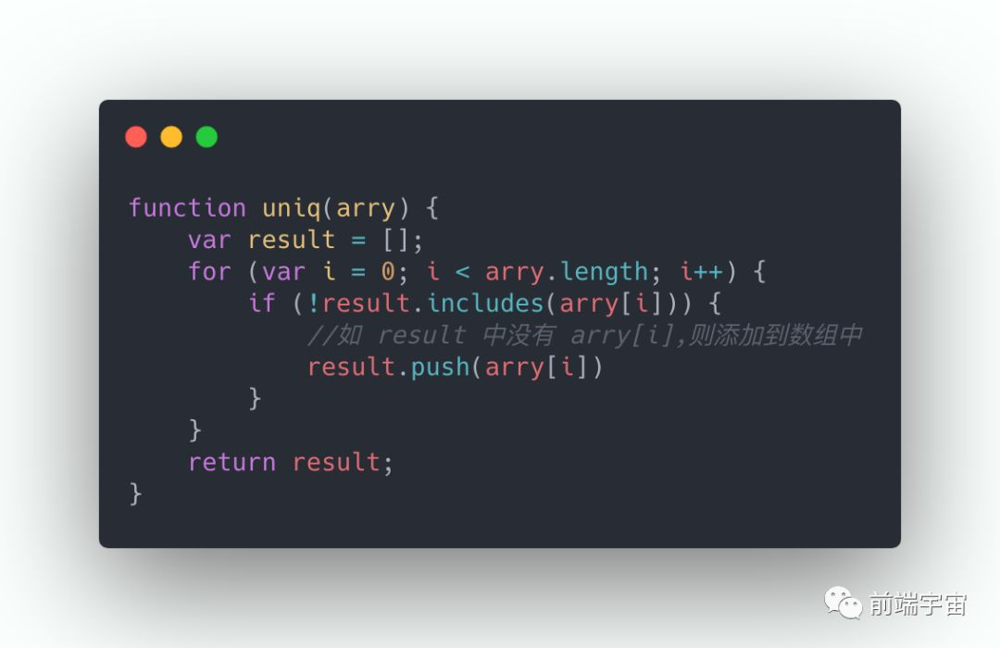 function uniq(arry) {
    var result = [];
    for (var i = 0; i < arry.length; i++) {
        if (!result.includes(arry[i])) {
            //如 result 中没有 arry[i],则添加到数组中
            result.push(arry[i])
        }
    }
    return result;
}
前端宇宙